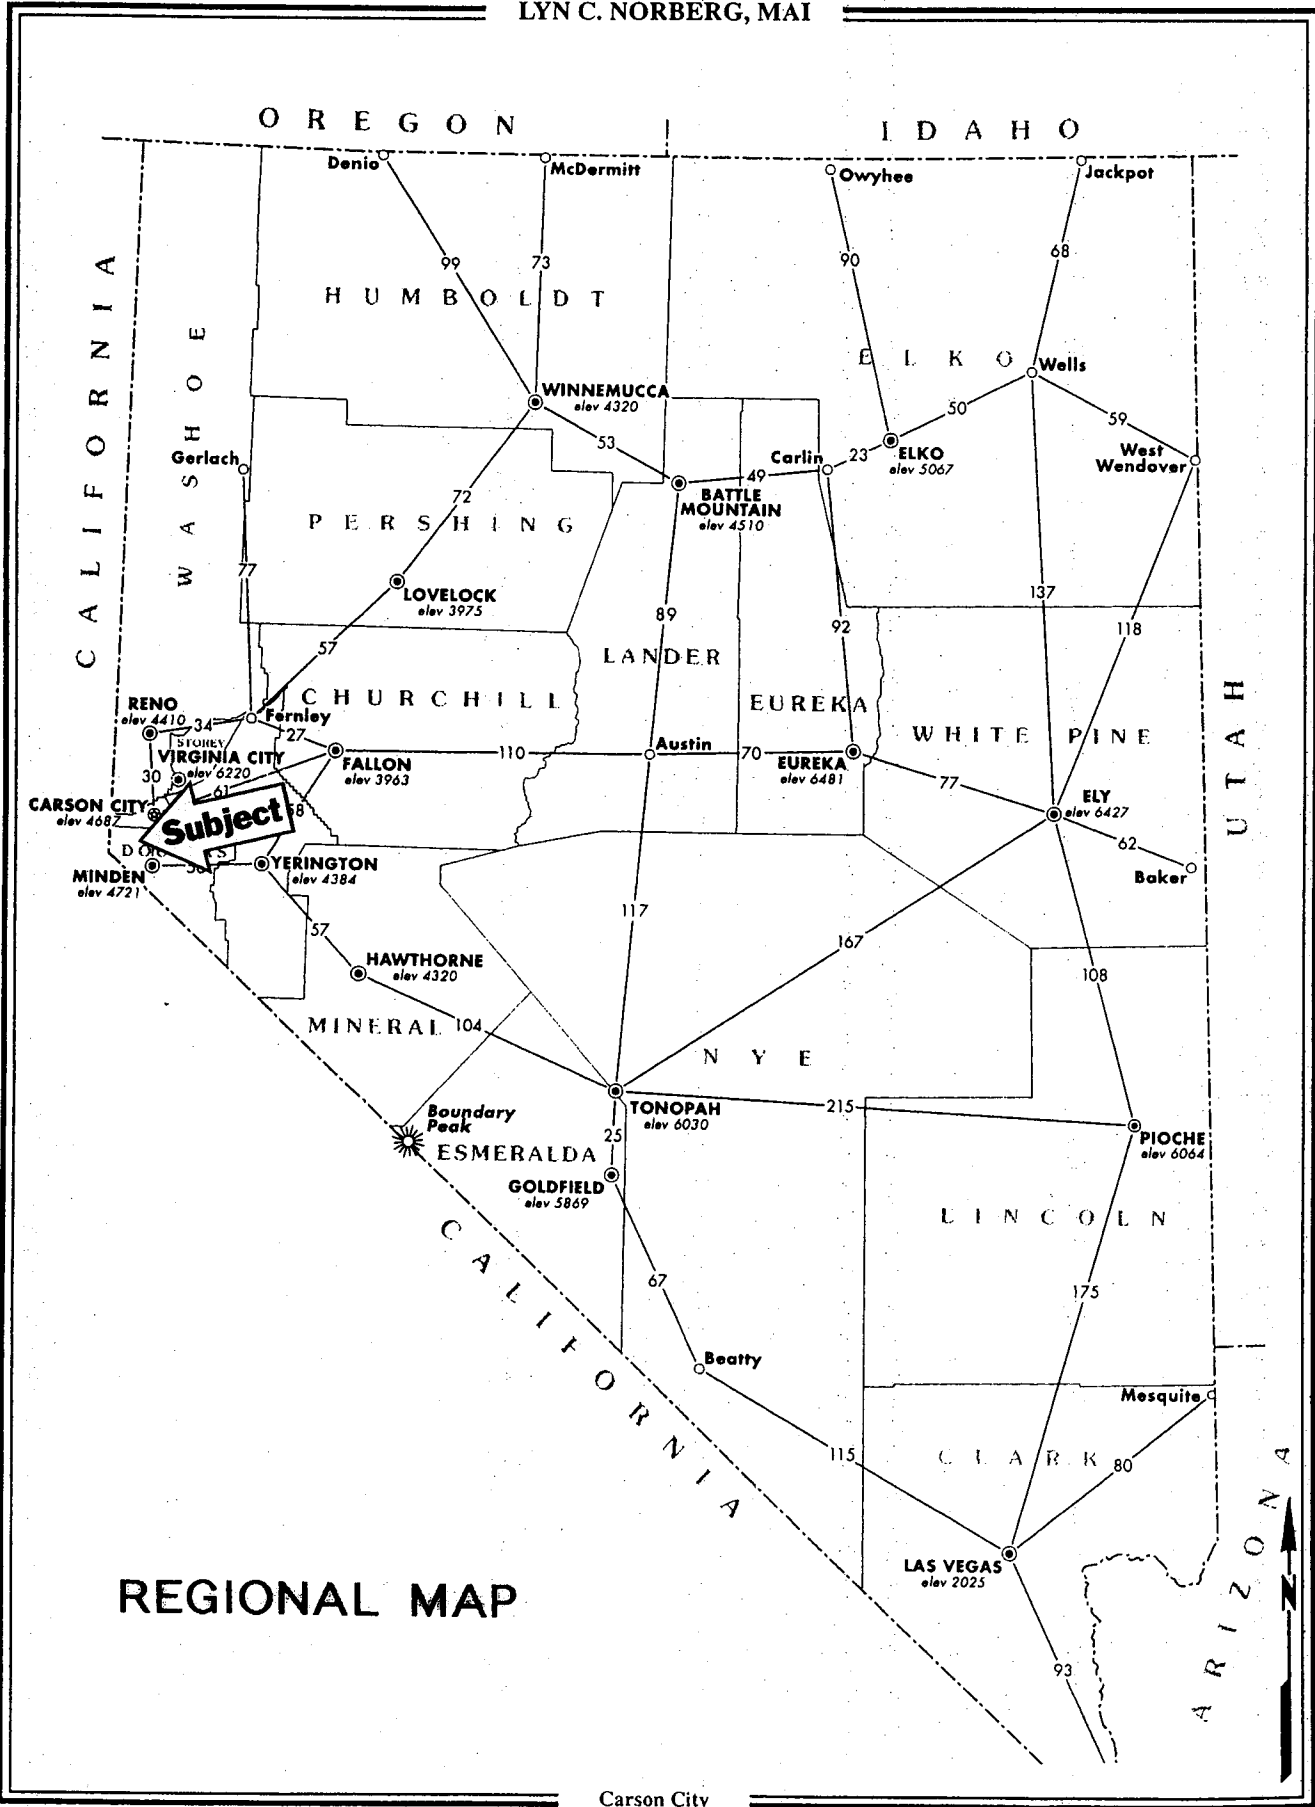 LYN C. NORBERG, MAI
OREGON
IDAHO
Denio
McDermitt
Owyhee
Jackpot
99
73
90
68
HUMBOLDT
CALIFORNIA
WASHOE
ELKO
Wells
WINNEMUCCA
elev 4320
50
59
53
Gerlach
Carlin
23
ELKO
elev 5067
West
Wendover
49
72
BATTLE
MOUNTAIN
elev 4510
PERSHING
77
LOVELOCK
elev 3975
137
89
92
118
57
LANDER
CHURCHILL
EUREKA
WHITE PINE
UTAH
RENO
elev 4410
34
Fernley
27
STOREY
VIRGINIA CITY
elev 6220
30
61
FALLON
elev 3963
110
Austin
70
EUREKA
elev 6481
77
ELY
elev 6427
CARSON CITY
elev 4687
Subject
58
62
Baker
MINDEN
elev 4721
YERINGTON
elev 4384
57
117
167
HAWTHORNE
elev 4320
108
MINERAL
104
NYE
TONOPAH
elev 6030
215
Boundary
Peak
25
PIOCHE
elev 6064
ESMERALDA
GOLDFIELD
elev 5869
LINCOLN
CALIFORNIA
67
175
Beatty
Mesquite
115
CLARK
80
ARIZONA
LAS VEGAS
elev 2025
REGIONAL MAP
N
93
Carson City